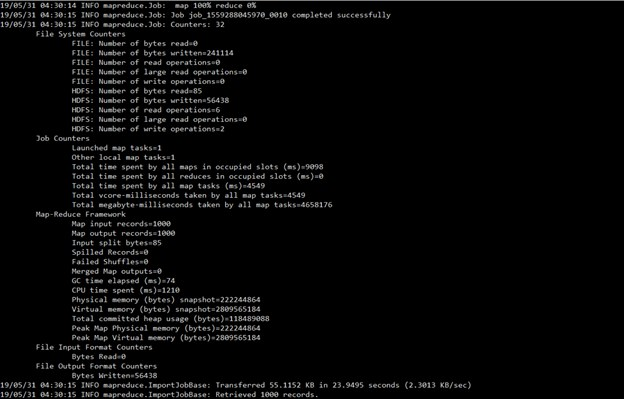 19/05/31 04:30:14 INFO mapreduce.Job:  map 100% reduce 0%
19/05/31 04:30:15 INFO mapreduce.Job: Job job_1559288045970_0010 completed successfully
19/05/31 04:30:15 INFO mapreduce.Job: Counters: 32
File System Counters
FILE: Number of bytes read=0
FILE: Number of bytes written=241114
FILE: Number of read operations=0
FILE: Number of large read operations=0
FILE: Number of write operations=0
HDFS: Number of bytes read=85
HDFS: Number of bytes written=56438
HDFS: Number of read operations=6
HDFS: Number of large read operations=0
HDFS: Number of write operations=2
Job Counters
Launched map tasks=1
Other local map tasks=1
Total time spent by all maps in occupied slots (ms)=9098
Total time spent by all reduces in occupied slots (ms)=0
Total time spent by all map tasks (ms)=4549
Total vcore-milliseconds taken by all map tasks=4549
Total megabyte-milliseconds taken by all map tasks=4658176
Map-Reduce Framework
Map input records=1000
Map output records=1000
Input split bytes=85
Spilled Records=0
Failed Shuffles=0
Merged Map outputs=0
GC time elapsed (ms)=74
CPU time spent (ms)=1210
Physical memory (bytes) snapshot=222244864
Virtual memory (bytes) snapshot=2809565184
Total committed heap usage (bytes)=118489088
Peak Map Physical memory (bytes)=222244864
Peak Map Virtual memory (bytes)=2809565184
File Input Format Counters
Bytes Read=0
File Output Format Counters
Bytes Written=56438
19/05/31 04:30:15 INFO mapreduce.ImportJobBase: Transferred 55.1152 KB in 23.9495 seconds (2.3013 KB/sec)
19/05/31 04:30:15 INFO mapreduce.ImportJobBase: Retrieved 1000 records.